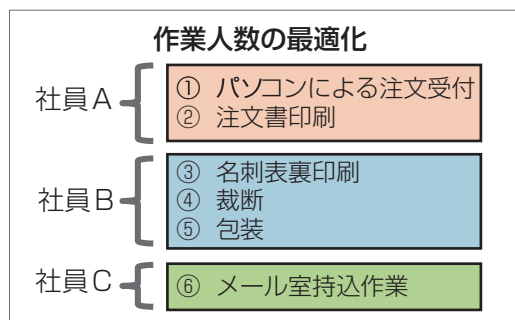 作業人数の最適化
社員A
① パソコンによる注文受付
② 注文書印刷
社員B
③ 名刺表裏印刷
④ 裁断
⑤ 包装
社員C
⑥ メール室持込作業